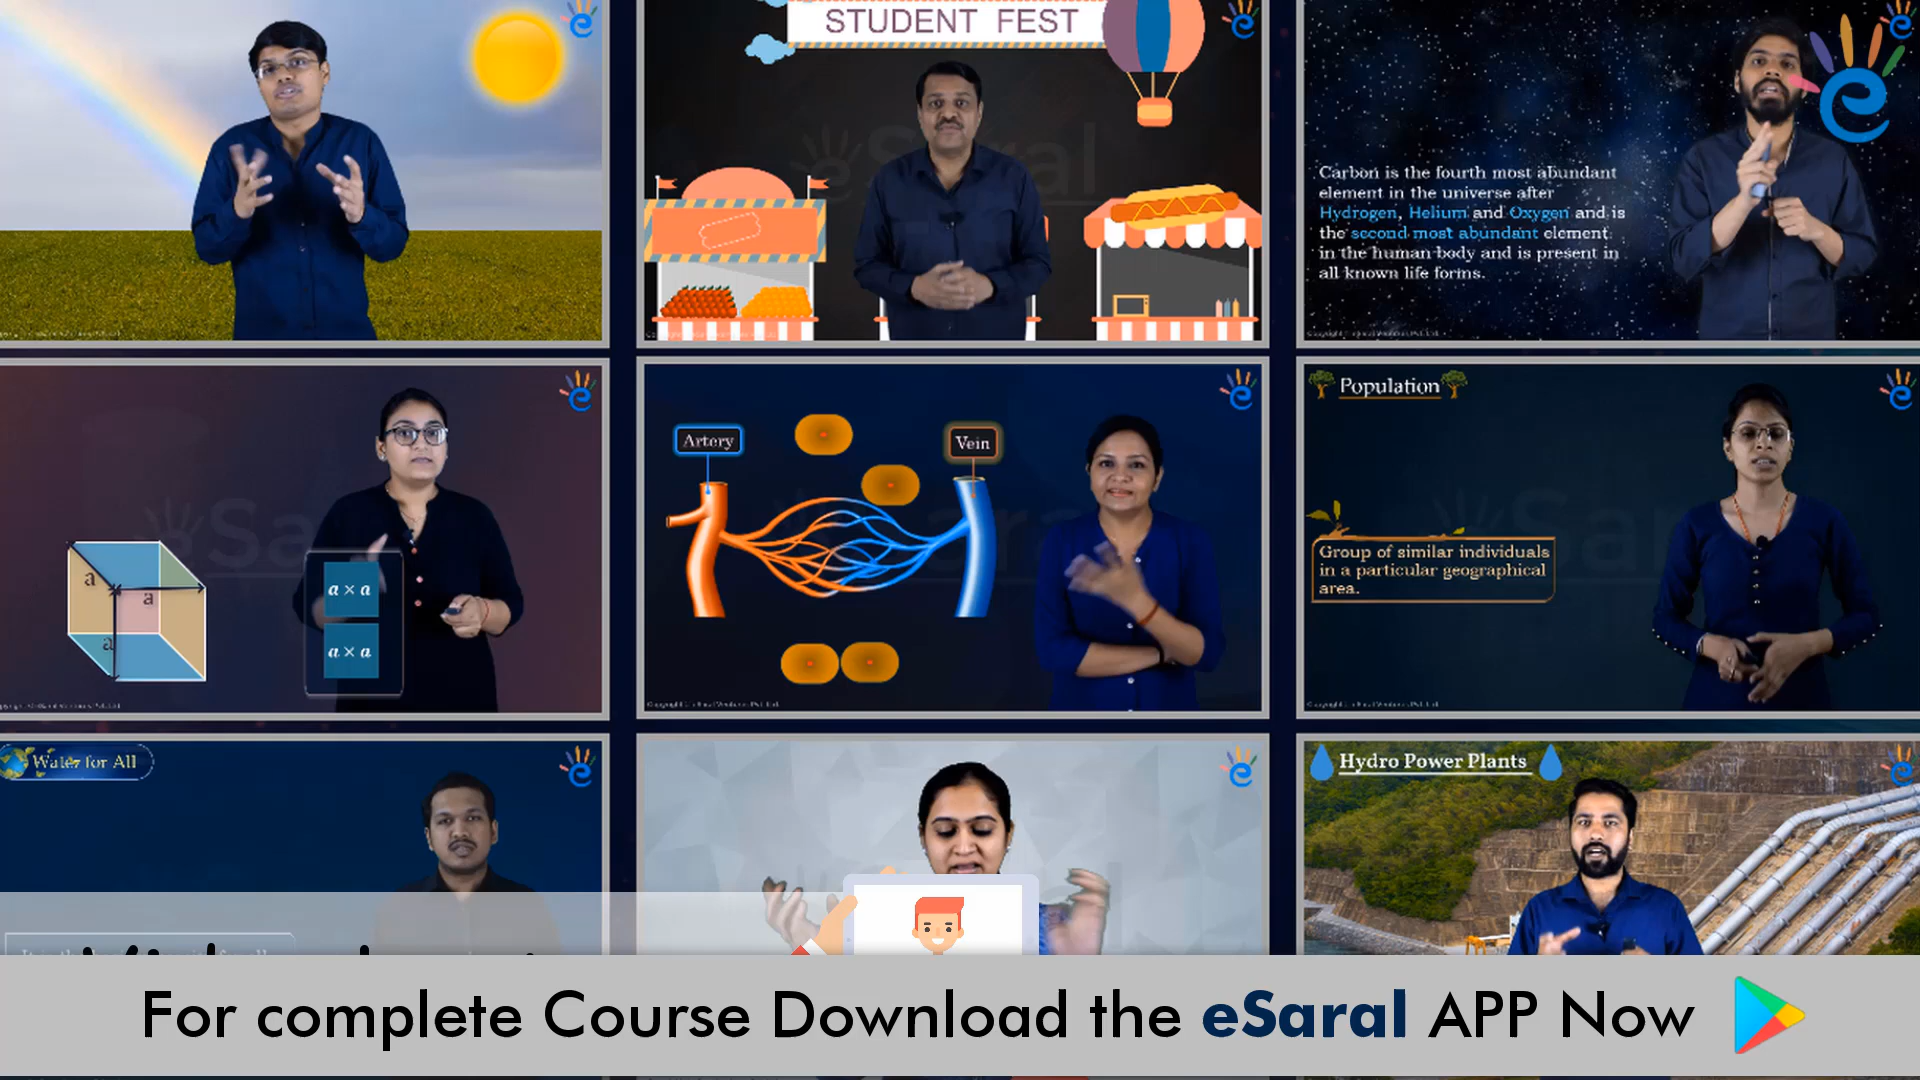 STUDENT FEST
Carbon is the fourth most abundant
element in the universe after
Hydrogen, Helium and Oxygen and is
the second most abundant element
in the human body and is present in
all known life forms.
a
a
a
a × a
a × a
Artery
Vein
Population
Group of similar individuals
in a particular geographical
area.
Water for All
Hydro Power Plants
For complete Course Download the eSaral APP Now